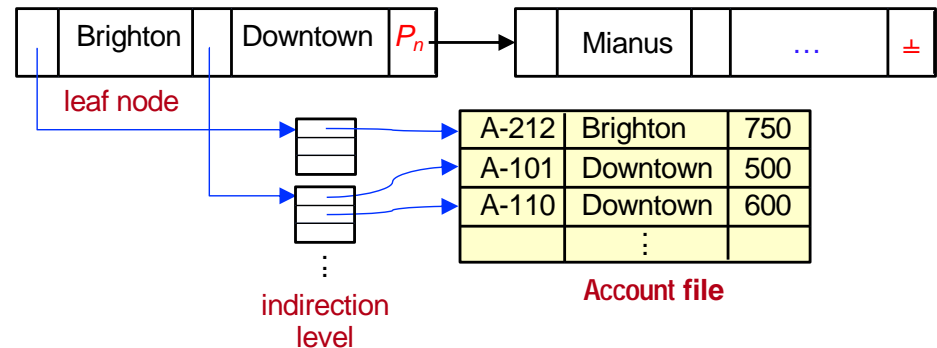 Brighton Downtown Pn Mianus … ⫨
leaf node
A-212 Brighton 750
A-101 Downtown 500
A-110 Downtown 600
⋮
⋮
Account file
indirection
level